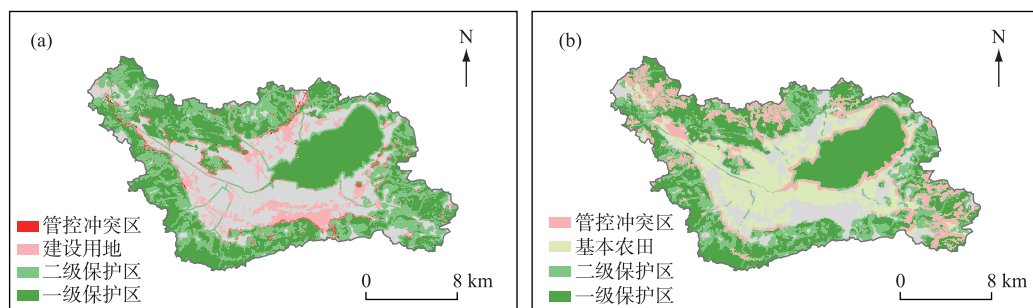 (a)
N
管控冲突区
建设用地
二级保护区
一级保护区
0 8 km
(b)
N
管控冲突区
基本农田
二级保护区
一级保护区
0 8 km